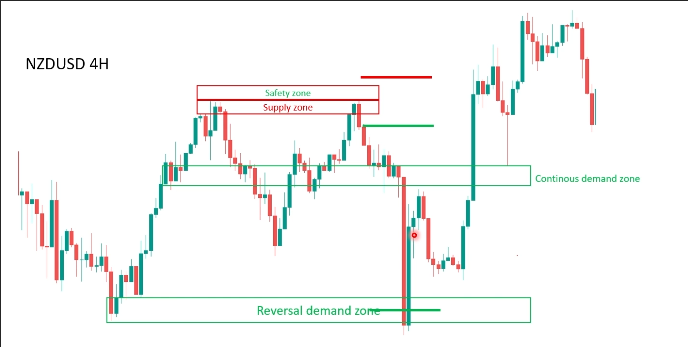 NZDUSD 4H
Safety zone
Supply zone
Continous demand zone
Reversal demand zone